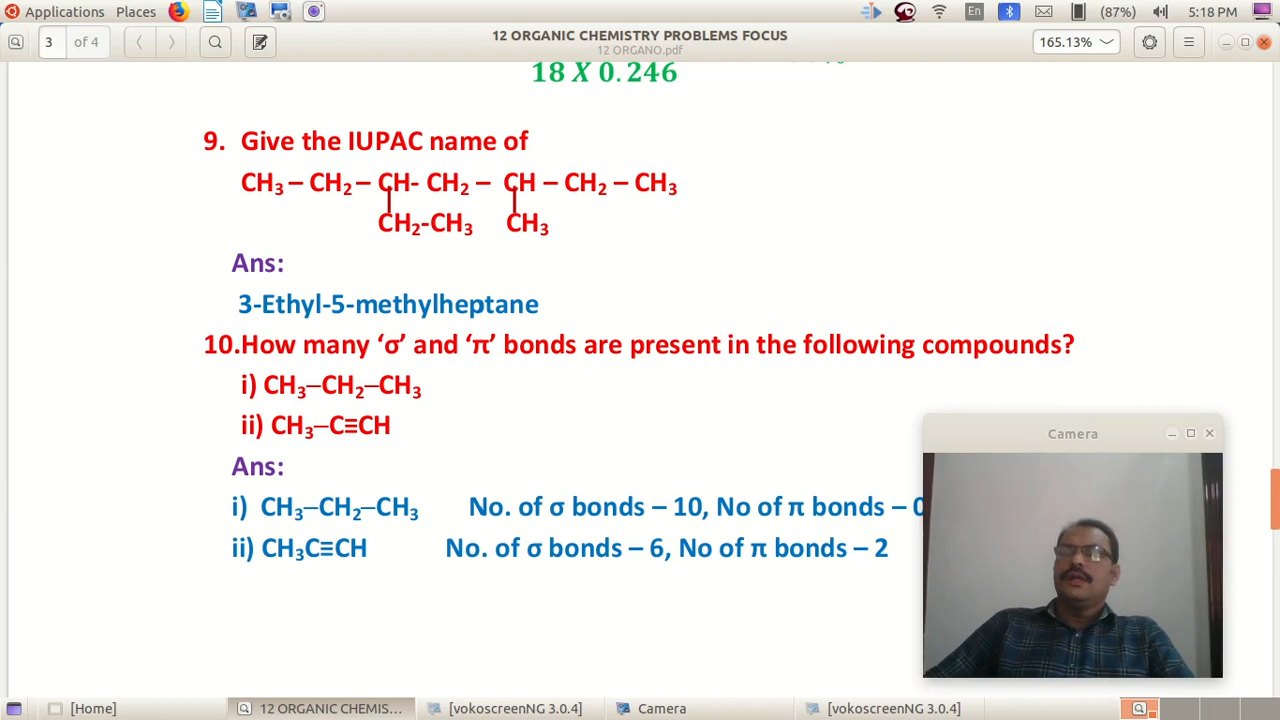 Applications Places En (87%) 5:18 PM
3 of 4 12 ORGANIC CHEMISTRY PROBLEMS FOCUS 165.13%
12 ORGANO.pdf
18 X 0.246
9. Give the IUPAC name of
CH₃ – CH₂ – CH- CH₂ – CH – CH₂ – CH₃
CH₂-CH₃ CH₃
Ans:
3-Ethyl-5-methylheptane
10.How many ‘σ’ and ‘π’ bonds are present in the following compounds?
i) CH₃–CH₂–CH₃
ii) CH₃–C≡CH
Camera
Ans:
i) CH₃–CH₂–CH₃ No. of σ bonds – 10, No of π bonds – 0
ii) CH₃C≡CH No. of σ bonds – 6, No of π bonds – 2
[Home] 12 ORGANIC CHEMIS... [vokoscreenNG 3.0.4] Camera [vokoscreenNG 3.0.4]